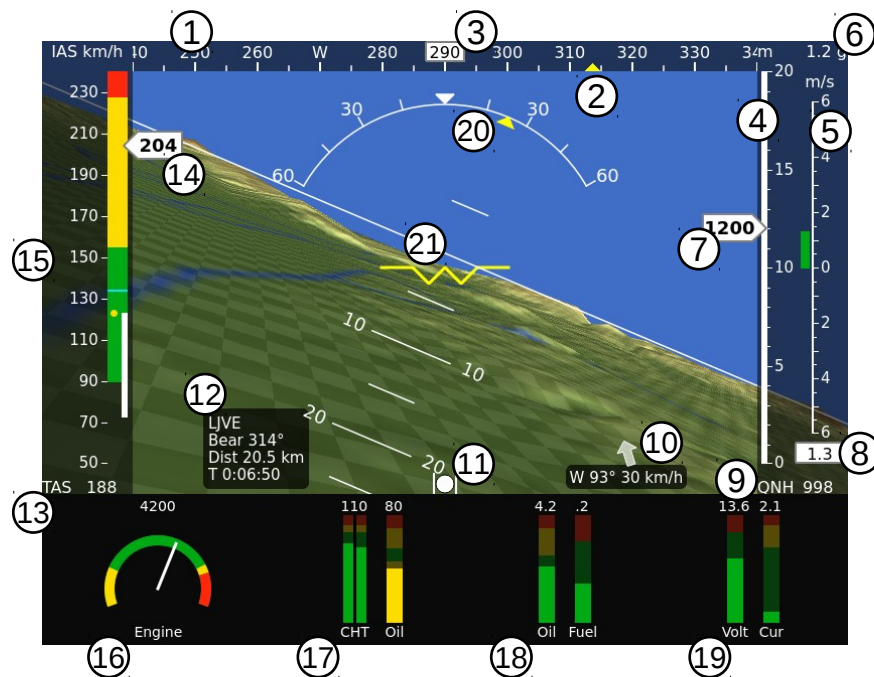 1 3 6
IAS km/h 40 250 260 W 280 290 300 310 320 330 34 m 1.2 g
2
20 m/s
230 6
210 30 20 30 4 5
204 4
14 15
190 60 60
170 2
21 7 1200
15 150 10 0
130
10 2
110
10 5
90 12 4
LJVE
70 20 10
Bear 314°
Dist 20.5 km 6
50 T 0:06:50 20 11 0 1.3 8
W 93° 30 km/h 9
TAS 188 QNH 998
13 4200 110 80 4.2 .2 13.6 2.1
Engine CHT Oil Oil Fuel Volt Cur
16 17 18 19